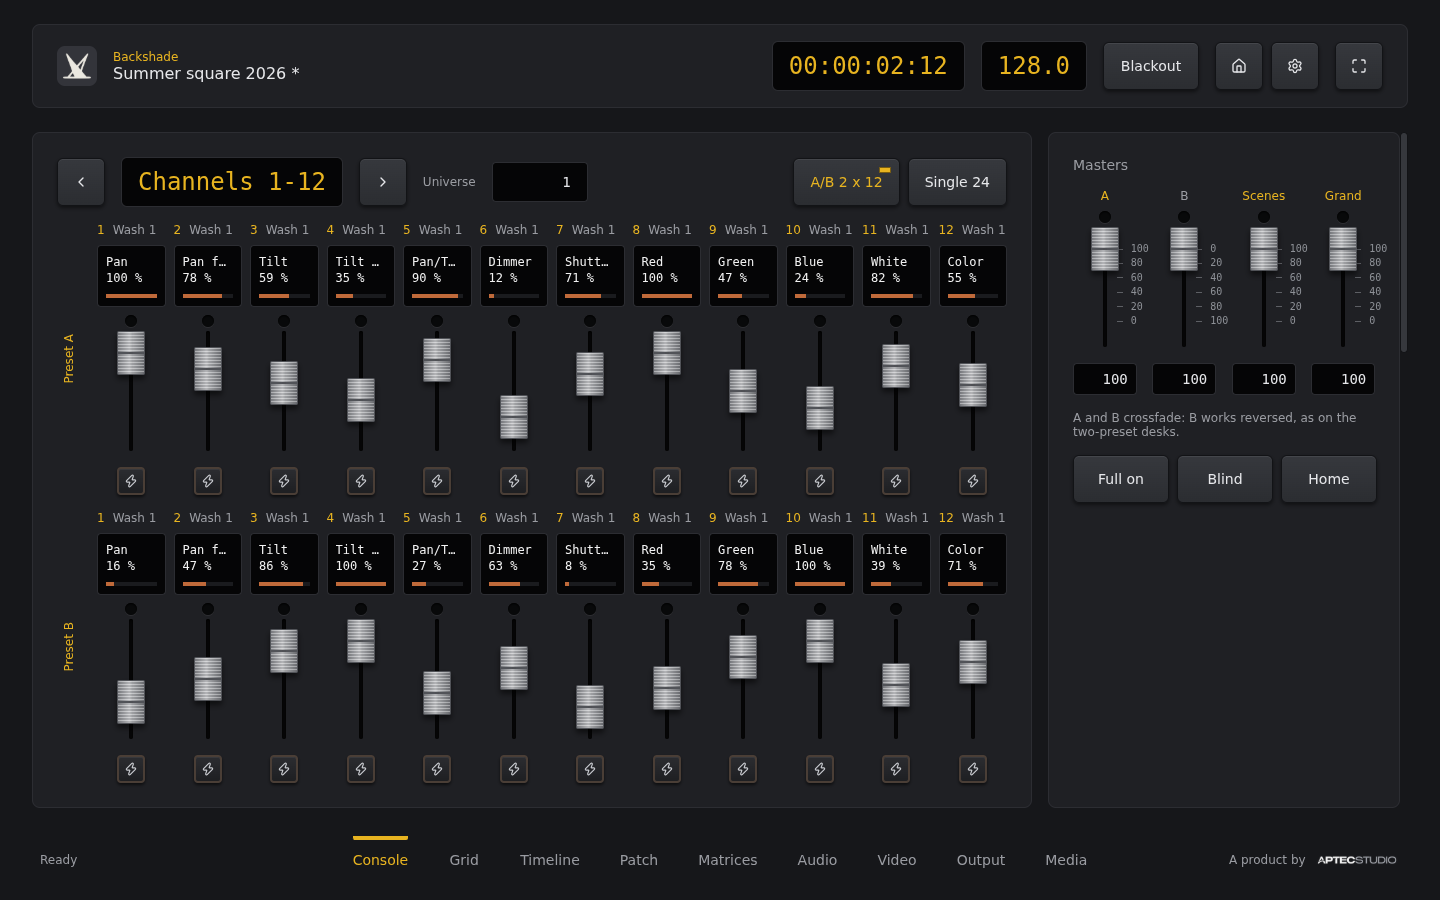 Backshade
Summer square 2026 *
00:00:02:12
128.0
Blackout
Channels 1-12
Universe
1
A/B 2 x 12
Single 24
1 Wash 1 2 Wash 1 3 Wash 1 4 Wash 1 5 Wash 1 6 Wash 1 7 Wash 1 8 Wash 1 9 Wash 1 10 Wash 1 11 Wash 1 12 Wash 1
Pan Pan f… Tilt Tilt … Pan/T… Dimmer Shutt… Red Green Blue White Color
100 % 78 % 59 % 35 % 90 % 12 % 71 % 100 % 47 % 24 % 82 % 55 %
Preset A
1 Wash 1 2 Wash 1 3 Wash 1 4 Wash 1 5 Wash 1 6 Wash 1 7 Wash 1 8 Wash 1 9 Wash 1 10 Wash 1 11 Wash 1 12 Wash 1
Pan Pan f… Tilt Tilt … Pan/T… Dimmer Shutt… Red Green Blue White Color
16 % 47 % 86 % 100 % 27 % 63 % 8 % 35 % 78 % 100 % 39 % 71 %
Preset B
Masters
A B Scenes Grand
100 0 100 100
80 20 80 80
60 40 60 60
40 60 40 40
20 80 20 20
0 100 0 0
100 100 100 100
A and B crossfade: B works reversed, as on the
two-preset desks.
Full on
Blind
Home
Ready
Console
Grid
Timeline
Patch
Matrices
Audio
Video
Output
Media
A product by APTECSTUDIO